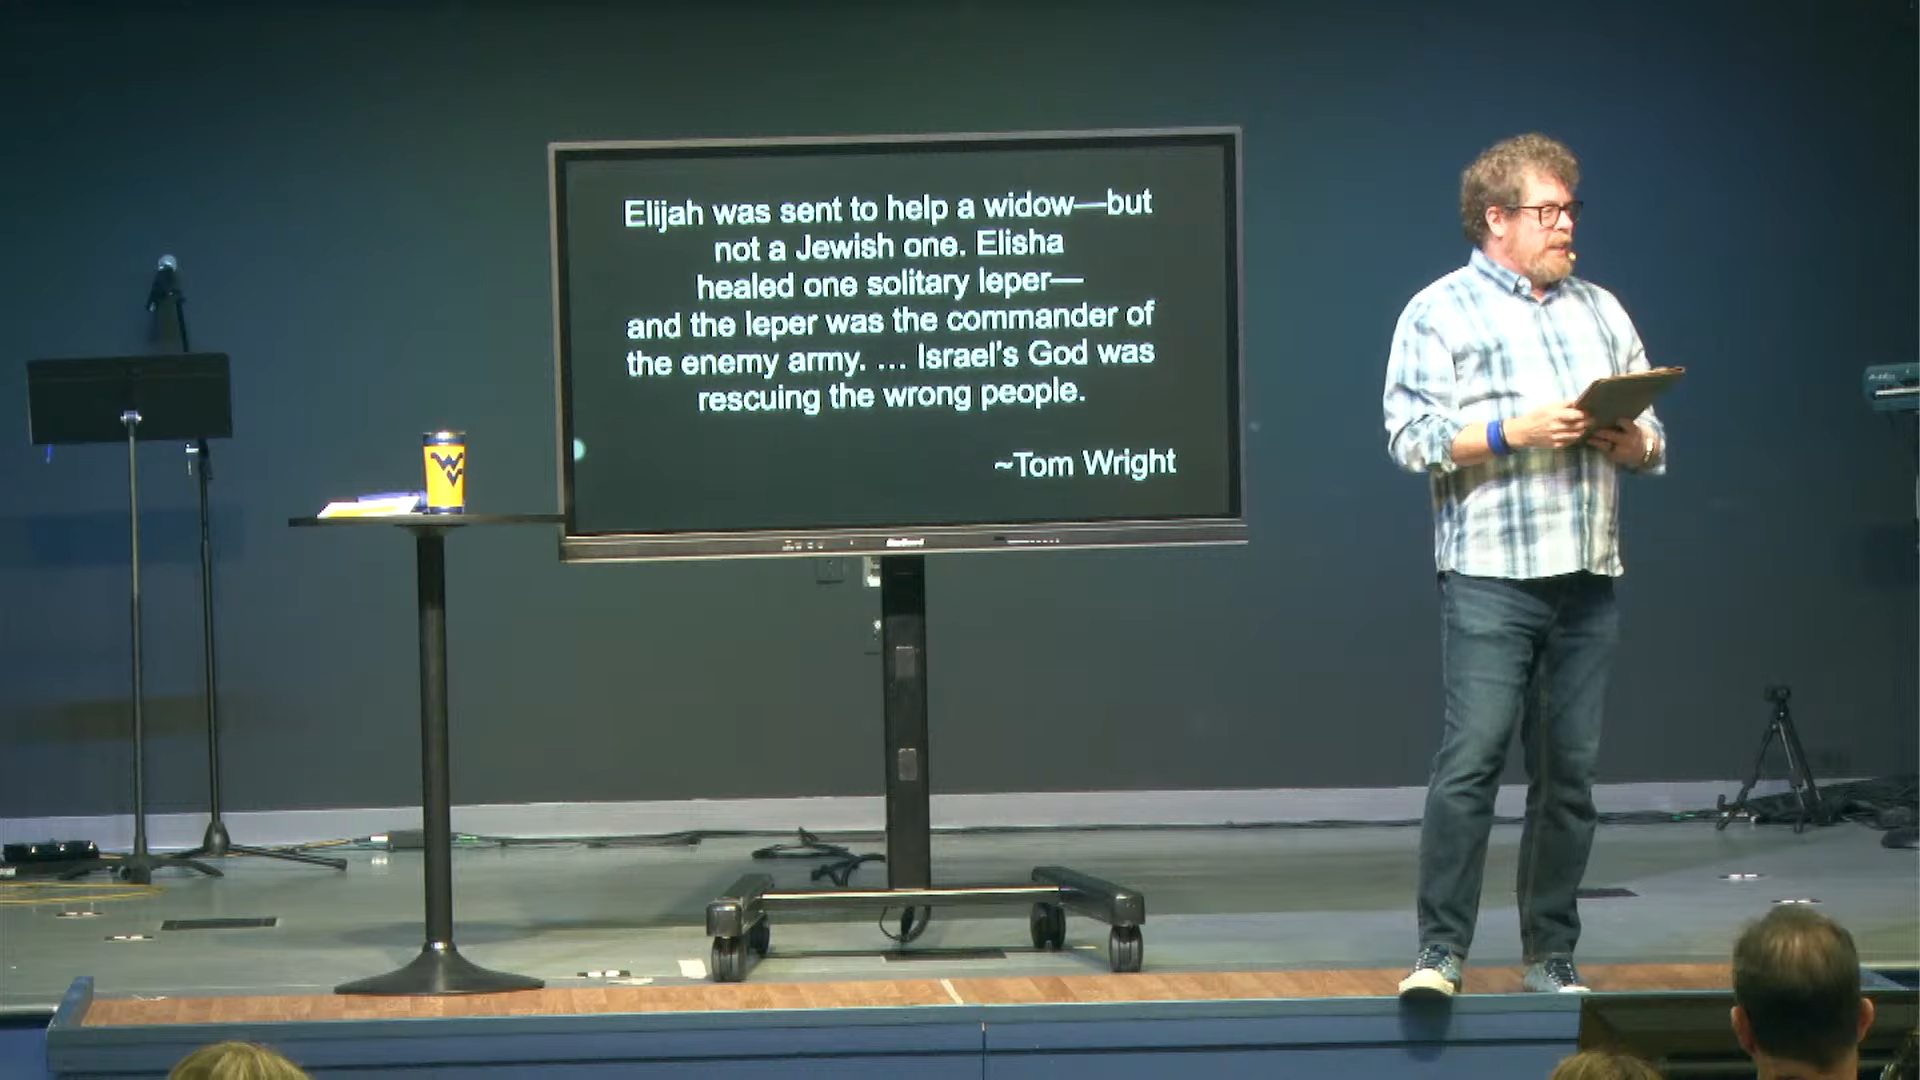 Elijah was sent to help a widow—but
not a Jewish one. Elisha
healed one solitary leper—
and the leper was the commander of
the enemy army. ... Israel's God was
rescuing the wrong people.
~Tom Wright
WV